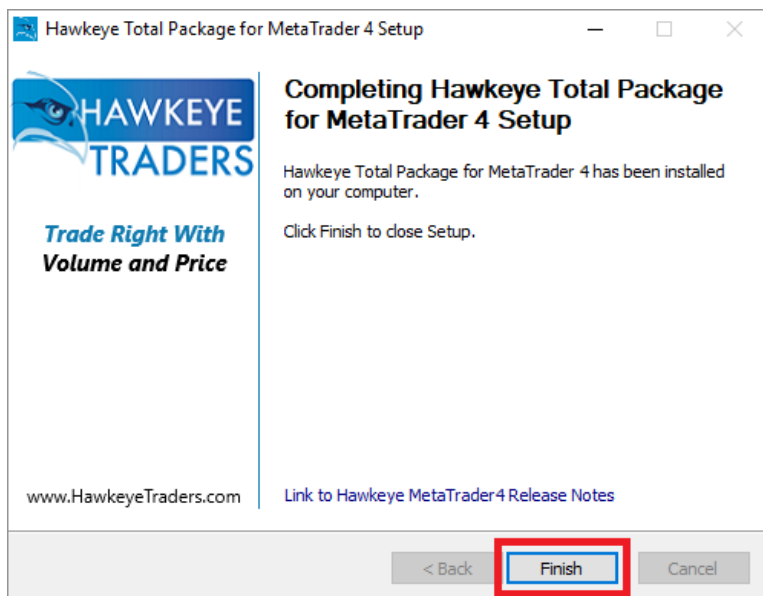 Hawkeye Total Package for MetaTrader 4 Setup
HAWKEYE
TRADERS
Trade Right With
Volume and Price
www.HawkeyeTraders.com
Completing Hawkeye Total Package
for MetaTrader 4 Setup
Hawkeye Total Package for MetaTrader 4 has been installed
on your computer.
Click Finish to close Setup.
Link to Hawkeye MetaTrader4 Release Notes
< Back
Finish
Cancel